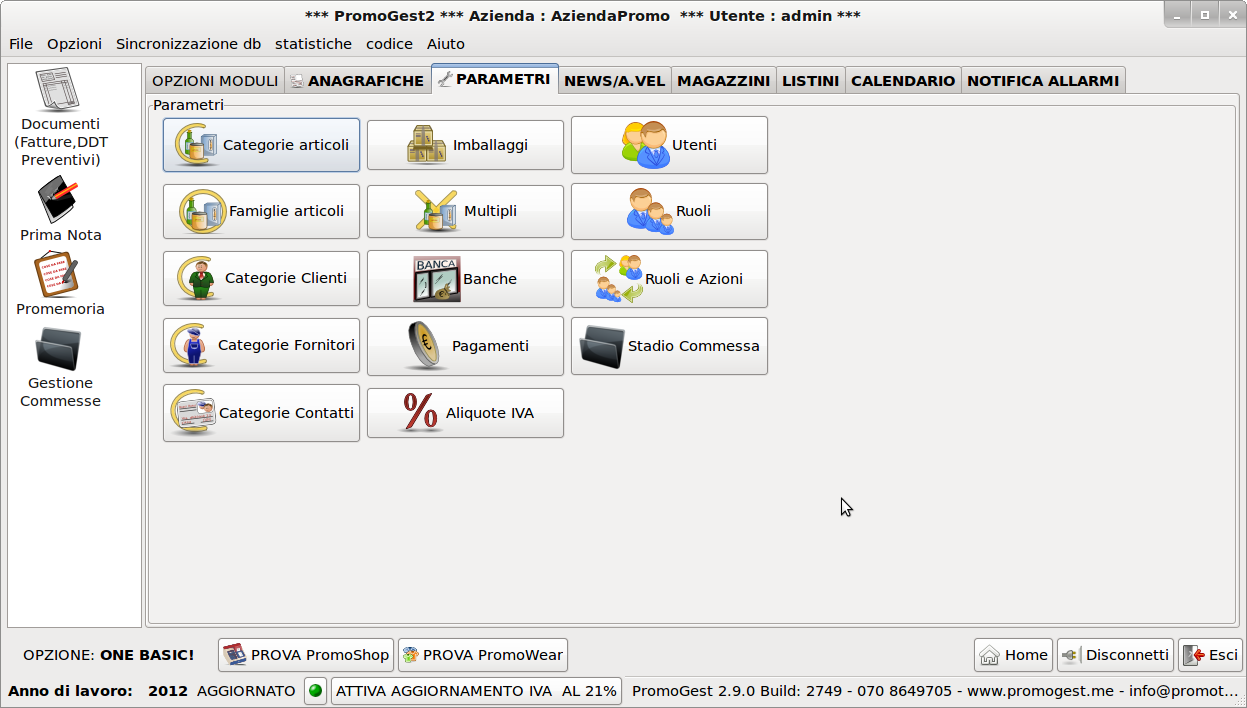 *** PromoGest2 *** Azienda : AziendaPromo *** Utente : admin ***
File Opzioni Sincronizzazione db statistiche codice Aiuto
Documenti
(Fatture,DDT
Preventivi)
Prima Nota
Promemoria
Gestione
Commesse
OPZIONI MODULI ANAGRAFICHE PARAMETRI NEWS/A.VEL MAGAZZINI LISTINI CALENDARIO NOTIFICA ALLARMI
Parametri
Categorie articoli Imballaggi Utenti
Famiglie articoli Multipli Ruoli
Categorie Clienti BANCA Banche Ruoli e Azioni
Categorie Fornitori Pagamenti Stadio Commessa
Categorie Contatti % Aliquote IVA
OPZIONE: ONE BASIC! PROVA PromoShop PROVA PromoWear Home Disconnetti Esci
Anno di lavoro: 2012 AGGIORNATO ATTIVA AGGIORNAMENTO IVA AL 21% PromoGest 2.9.0 Build: 2749 - 070 8649705 - www.promogest.me - info@promot...